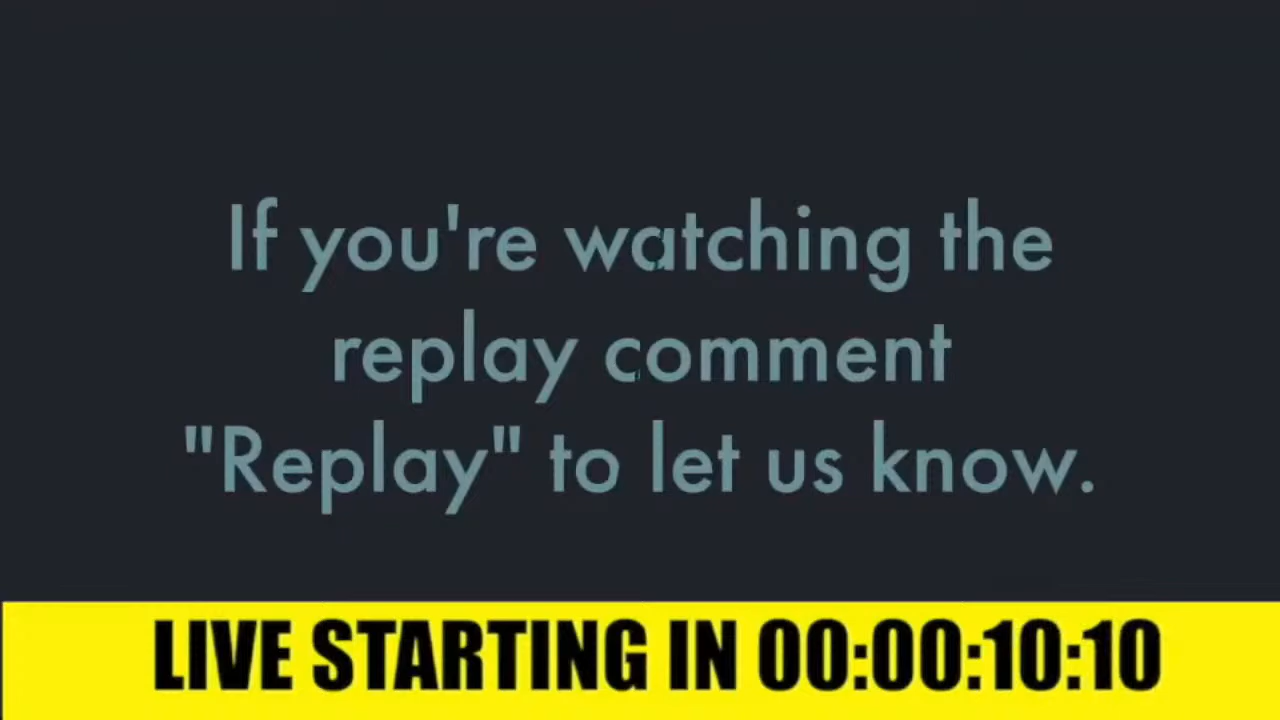 If you're watching the
replay comment
"Replay" to let us know.
LIVE STARTING IN 00:00:10:10